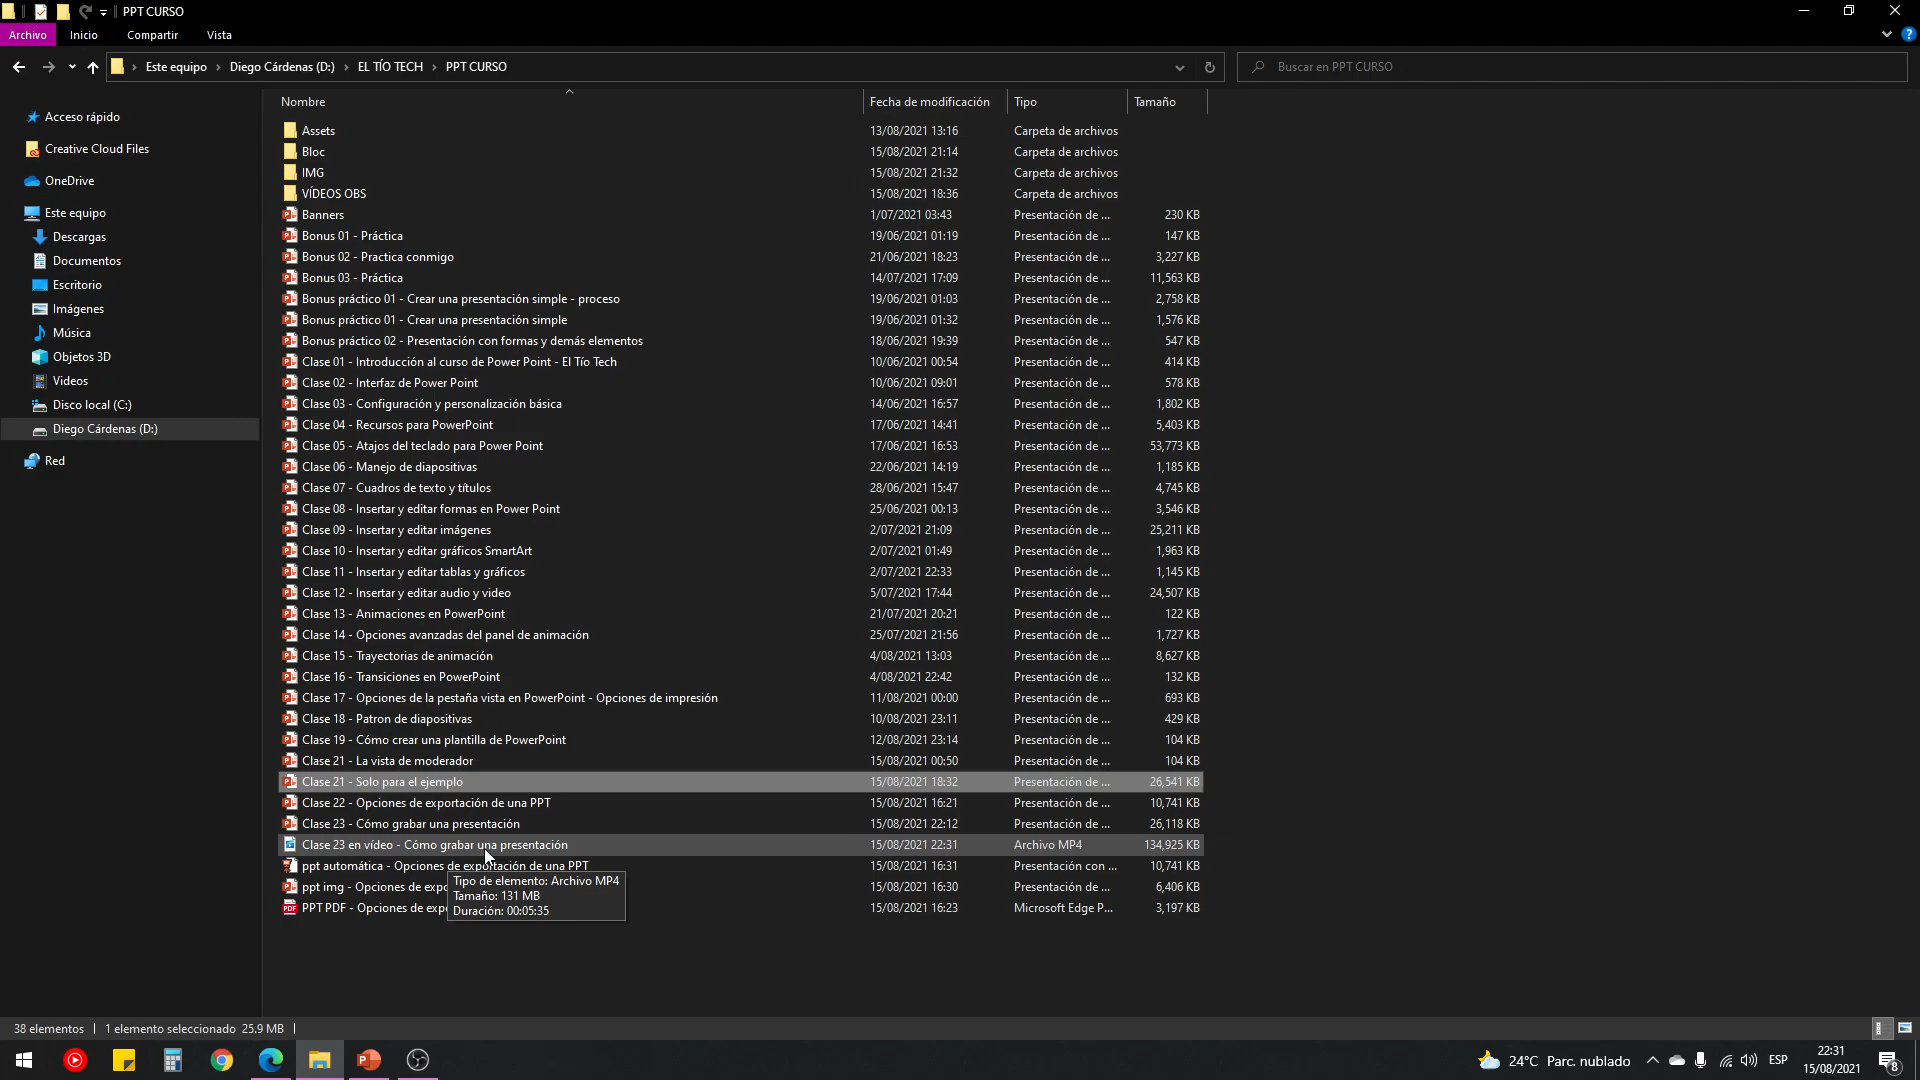 PPT CURSO
Archivo Inicio Compartir Vista
Este equipo Diego Cárdenas (D:) EL TÍO TECH PPT CURSO Buscar en PPT CURSO
Nombre Fecha de modificación Tipo Tamaño
Acceso rápido
Creative Cloud Files
OneDrive
Este equipo
Descargas
Documentos
Escritorio
Imágenes
Música
Objetos 3D
Videos
Disco local (C:)
Diego Cárdenas (D:)
Red
Assets 13/08/2021 13:16 Carpeta de archivos
Bloc 15/08/2021 21:14 Carpeta de archivos
IMG 15/08/2021 21:32 Carpeta de archivos
VÍDEOS OBS 15/08/2021 18:36 Carpeta de archivos
Banners 1/07/2021 03:43 Presentación de ... 230 KB
Bonus 01 - Práctica 19/06/2021 01:19 Presentación de ... 147 KB
Bonus 02 - Practica conmigo 21/06/2021 18:23 Presentación de ... 3,227 KB
Bonus 03 - Práctica 14/07/2021 17:09 Presentación de ... 11,563 KB
Bonus práctico 01 - Crear una presentación simple - proceso 19/06/2021 01:03 Presentación de ... 2,758 KB
Bonus práctico 01 - Crear una presentación simple 19/06/2021 01:32 Presentación de ... 1,576 KB
Bonus práctico 02 - Presentación con formas y demás elementos 18/06/2021 19:39 Presentación de ... 547 KB
Clase 01 - Introducción al curso de Power Point - El Tío Tech 10/06/2021 00:54 Presentación de ... 414 KB
Clase 02 - Interfaz de Power Point 10/06/2021 09:01 Presentación de ... 578 KB
Clase 03 - Configuración y personalización básica 14/06/2021 16:57 Presentación de ... 1,802 KB
Clase 04 - Recursos para PowerPoint 17/06/2021 14:41 Presentación de ... 5,403 KB
Clase 05 - Atajos del teclado para Power Point 17/06/2021 16:53 Presentación de ... 53,773 KB
Clase 06 - Manejo de diapositivas 22/06/2021 14:19 Presentación de ... 1,185 KB
Clase 07 - Cuadros de texto y títulos 28/06/2021 15:47 Presentación de ... 4,745 KB
Clase 08 - Insertar y editar formas en Power Point 25/06/2021 00:13 Presentación de ... 3,546 KB
Clase 09 - Insertar y editar imágenes 2/07/2021 21:09 Presentación de ... 25,211 KB
Clase 10 - Insertar y editar gráficos SmartArt 2/07/2021 01:49 Presentación de ... 1,963 KB
Clase 11 - Insertar y editar tablas y gráficos 2/07/2021 22:33 Presentación de ... 1,145 KB
Clase 12 - Insertar y editar audio y video 5/07/2021 17:44 Presentación de ... 24,507 KB
Clase 13 - Animaciones en PowerPoint 21/07/2021 20:21 Presentación de ... 122 KB
Clase 14 - Opciones avanzadas del panel de animación 25/07/2021 21:56 Presentación de ... 1,727 KB
Clase 15 - Trayectorias de animación 4/08/2021 13:03 Presentación de ... 8,627 KB
Clase 16 - Transiciones en PowerPoint 4/08/2021 22:42 Presentación de ... 132 KB
Clase 17 - Opciones de la pestaña vista en PowerPoint - Opciones de impresión 11/08/2021 00:00 Presentación de ... 693 KB
Clase 18 - Patron de diapositivas 10/08/2021 23:11 Presentación de ... 429 KB
Clase 19 - Cómo crear una plantilla de PowerPoint 12/08/2021 23:14 Presentación de ... 104 KB
Clase 21 - La vista de moderador 15/08/2021 00:50 Presentación de ... 104 KB
Clase 21 - Solo para el ejemplo 15/08/2021 18:32 Presentación de ... 26,541 KB
Clase 22 - Opciones de exportación de una PPT 15/08/2021 16:21 Presentación de ... 10,741 KB
Clase 23 - Cómo grabar una presentación 15/08/2021 22:12 Presentación de ... 26,118 KB
Clase 23 en vídeo - Cómo grabar una presentación 15/08/2021 22:31 Archivo MP4 134,925 KB
ppt automática - Opciones de exportación de una PPT 15/08/2021 16:31 Presentación con ... 10,741 KB
ppt img - Opciones de expo 15/08/2021 16:30 Presentación de ... 6,406 KB
PPT PDF - Opciones de expo 15/08/2021 16:23 Microsoft Edge P... 3,197 KB
Tipo de elemento: Archivo MP4
Tamaño: 131 MB
Duración: 00:05:35
38 elementos 1 elemento seleccionado 25.9 MB
24°C Parc. nublado ESP 22:31
15/08/2021
8